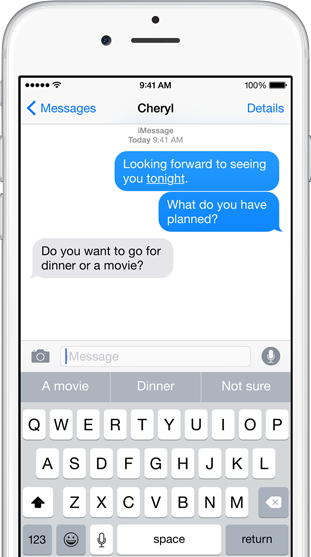 9:41 AM 100%
Messages Cheryl Details
iMessage
Today 9:41 AM
Looking forward to seeing
you tonight.
What do you have
planned?
Do you want to go for
dinner or a movie?
iMessage
A movie Dinner Not sure
Q W E R T Y U I O P
A S D F G H J K L
Z X C V B N M
123 space return